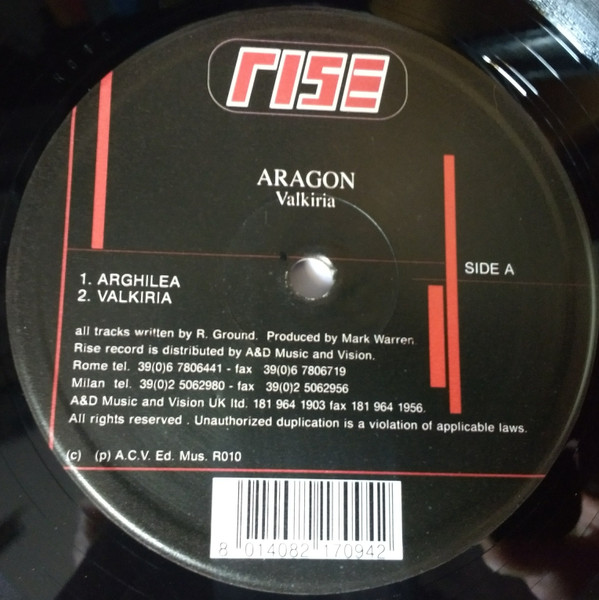 rise
ARAGON
Valkiria
SIDE A
1. ARGHILEA
2. VALKIRIA
all tracks written by R. Ground. Produced by Mark Warren.
Rise record is distributed by A&D Music and Vision.
Rome tel. 39(0)6 7806441 - fax 39(0)6 7806719
Milan tel. 39(0)2 5062980 - fax 39(0)2 5062956
A&D Music and Vision UK ltd. 181 964 1903 fax 181 964 1956.
All rights reserved . Unauthorized duplication is a violation of applicable laws.
(c) (p) A.C.V. Ed. Mus. R010
8 014082 170942